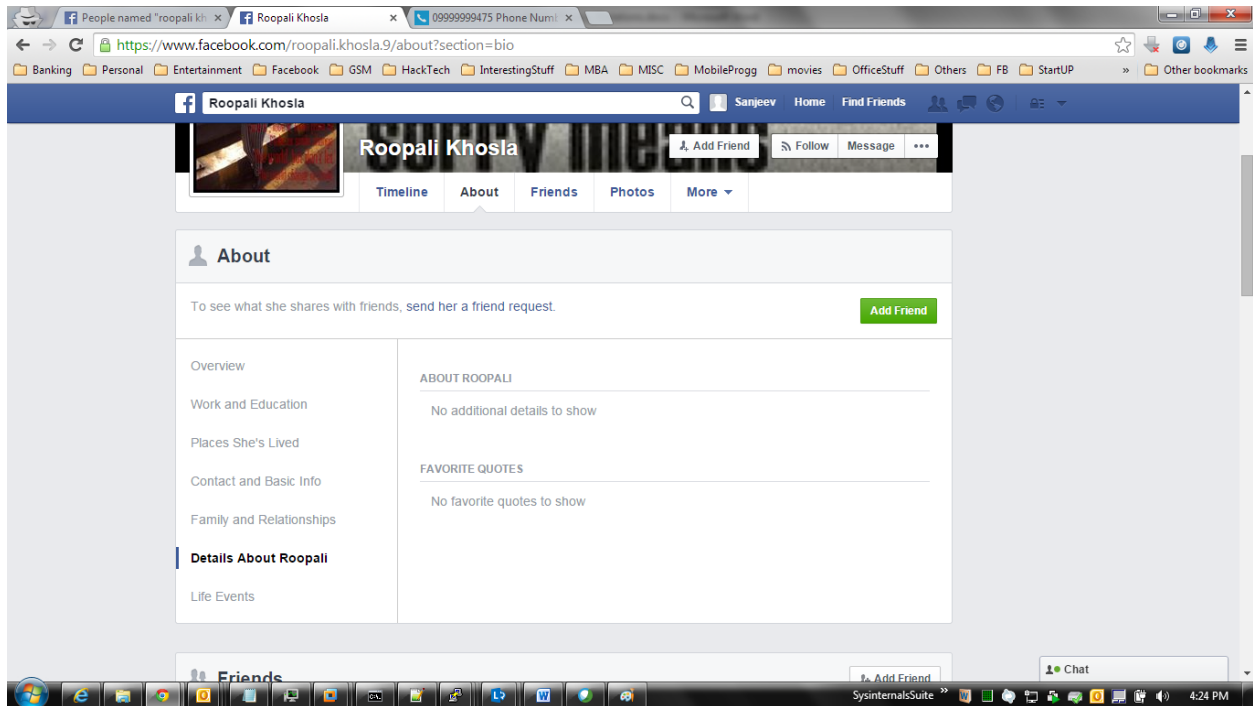 People named "roopali kh
Roopali Khosla
09999999475 Phone Numb
https://www.facebook.com/roopali.khosla.9/about?section=bio
Banking Personal Entertainment Facebook GSM HackTech InterestingStuff MBA MISC MobileProgg movies OfficeStuff Others FB StartUP » Other bookmarks
Roopali Khosla Sanjeev Home Find Friends
sorry means
Roopali Khosla Add Friend Follow Message
Timeline About Friends Photos More
About
To see what she shares with friends, send her a friend request. Add Friend
Overview
ABOUT ROOPALI
Work and Education
No additional details to show
Places She's Lived
FAVORITE QUOTES
Contact and Basic Info
No favorite quotes to show
Family and Relationships
Details About Roopali
Life Events
Friends Add Friend
Chat
SysinternalsSuite » 4:24 PM